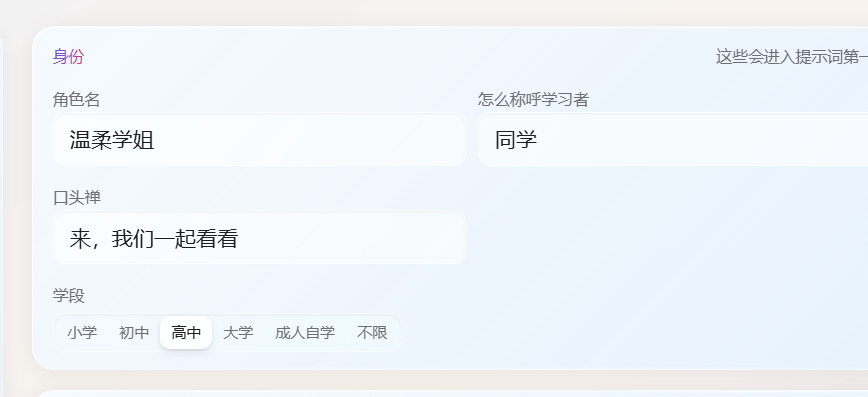 身份
这些会进入提示词第一
角色名
怎么称呼学习者
温柔学姐
同学
口头禅
来，我们一起看看
学段
小学 初中 高中 大学 成人自学 不限